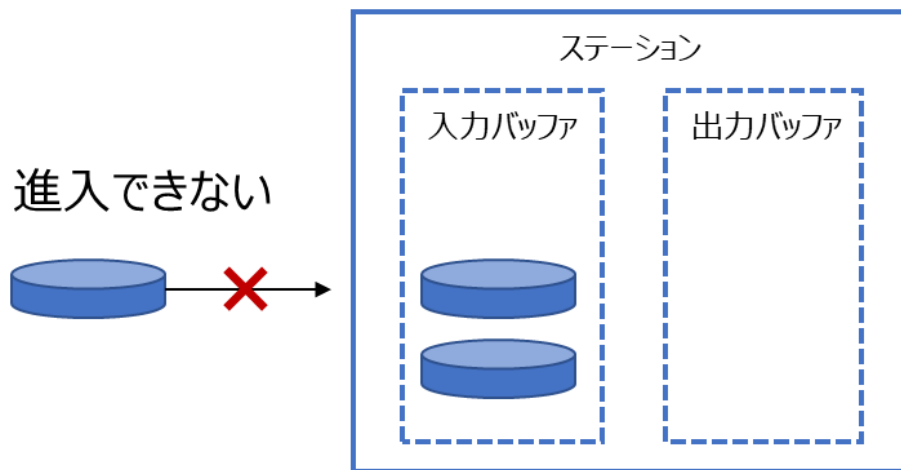 ステーション
入力バッファ
出力バッファ
進入できない